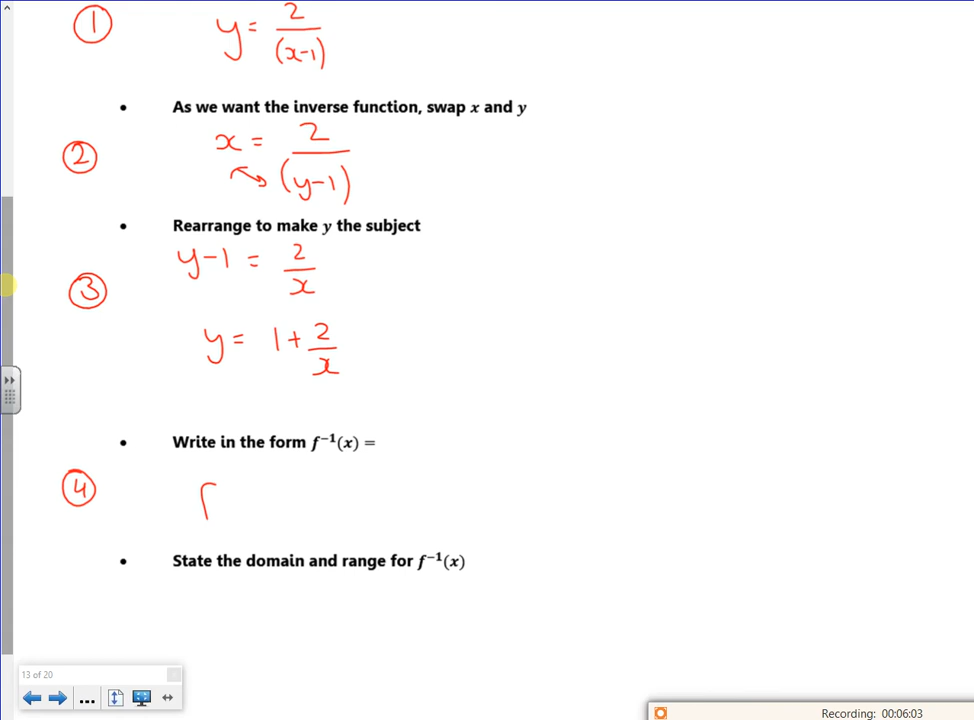 ① y = 2/(x-1)
• As we want the inverse function, swap x and y
② x = 2/(y-1)
• Rearrange to make y the subject
y-1 = 2/x
③
y = 1 + 2/x
• Write in the form f⁻¹(x) =
④
• State the domain and range for f⁻¹(x)
13 of 20
...
Recording: 00:06:03